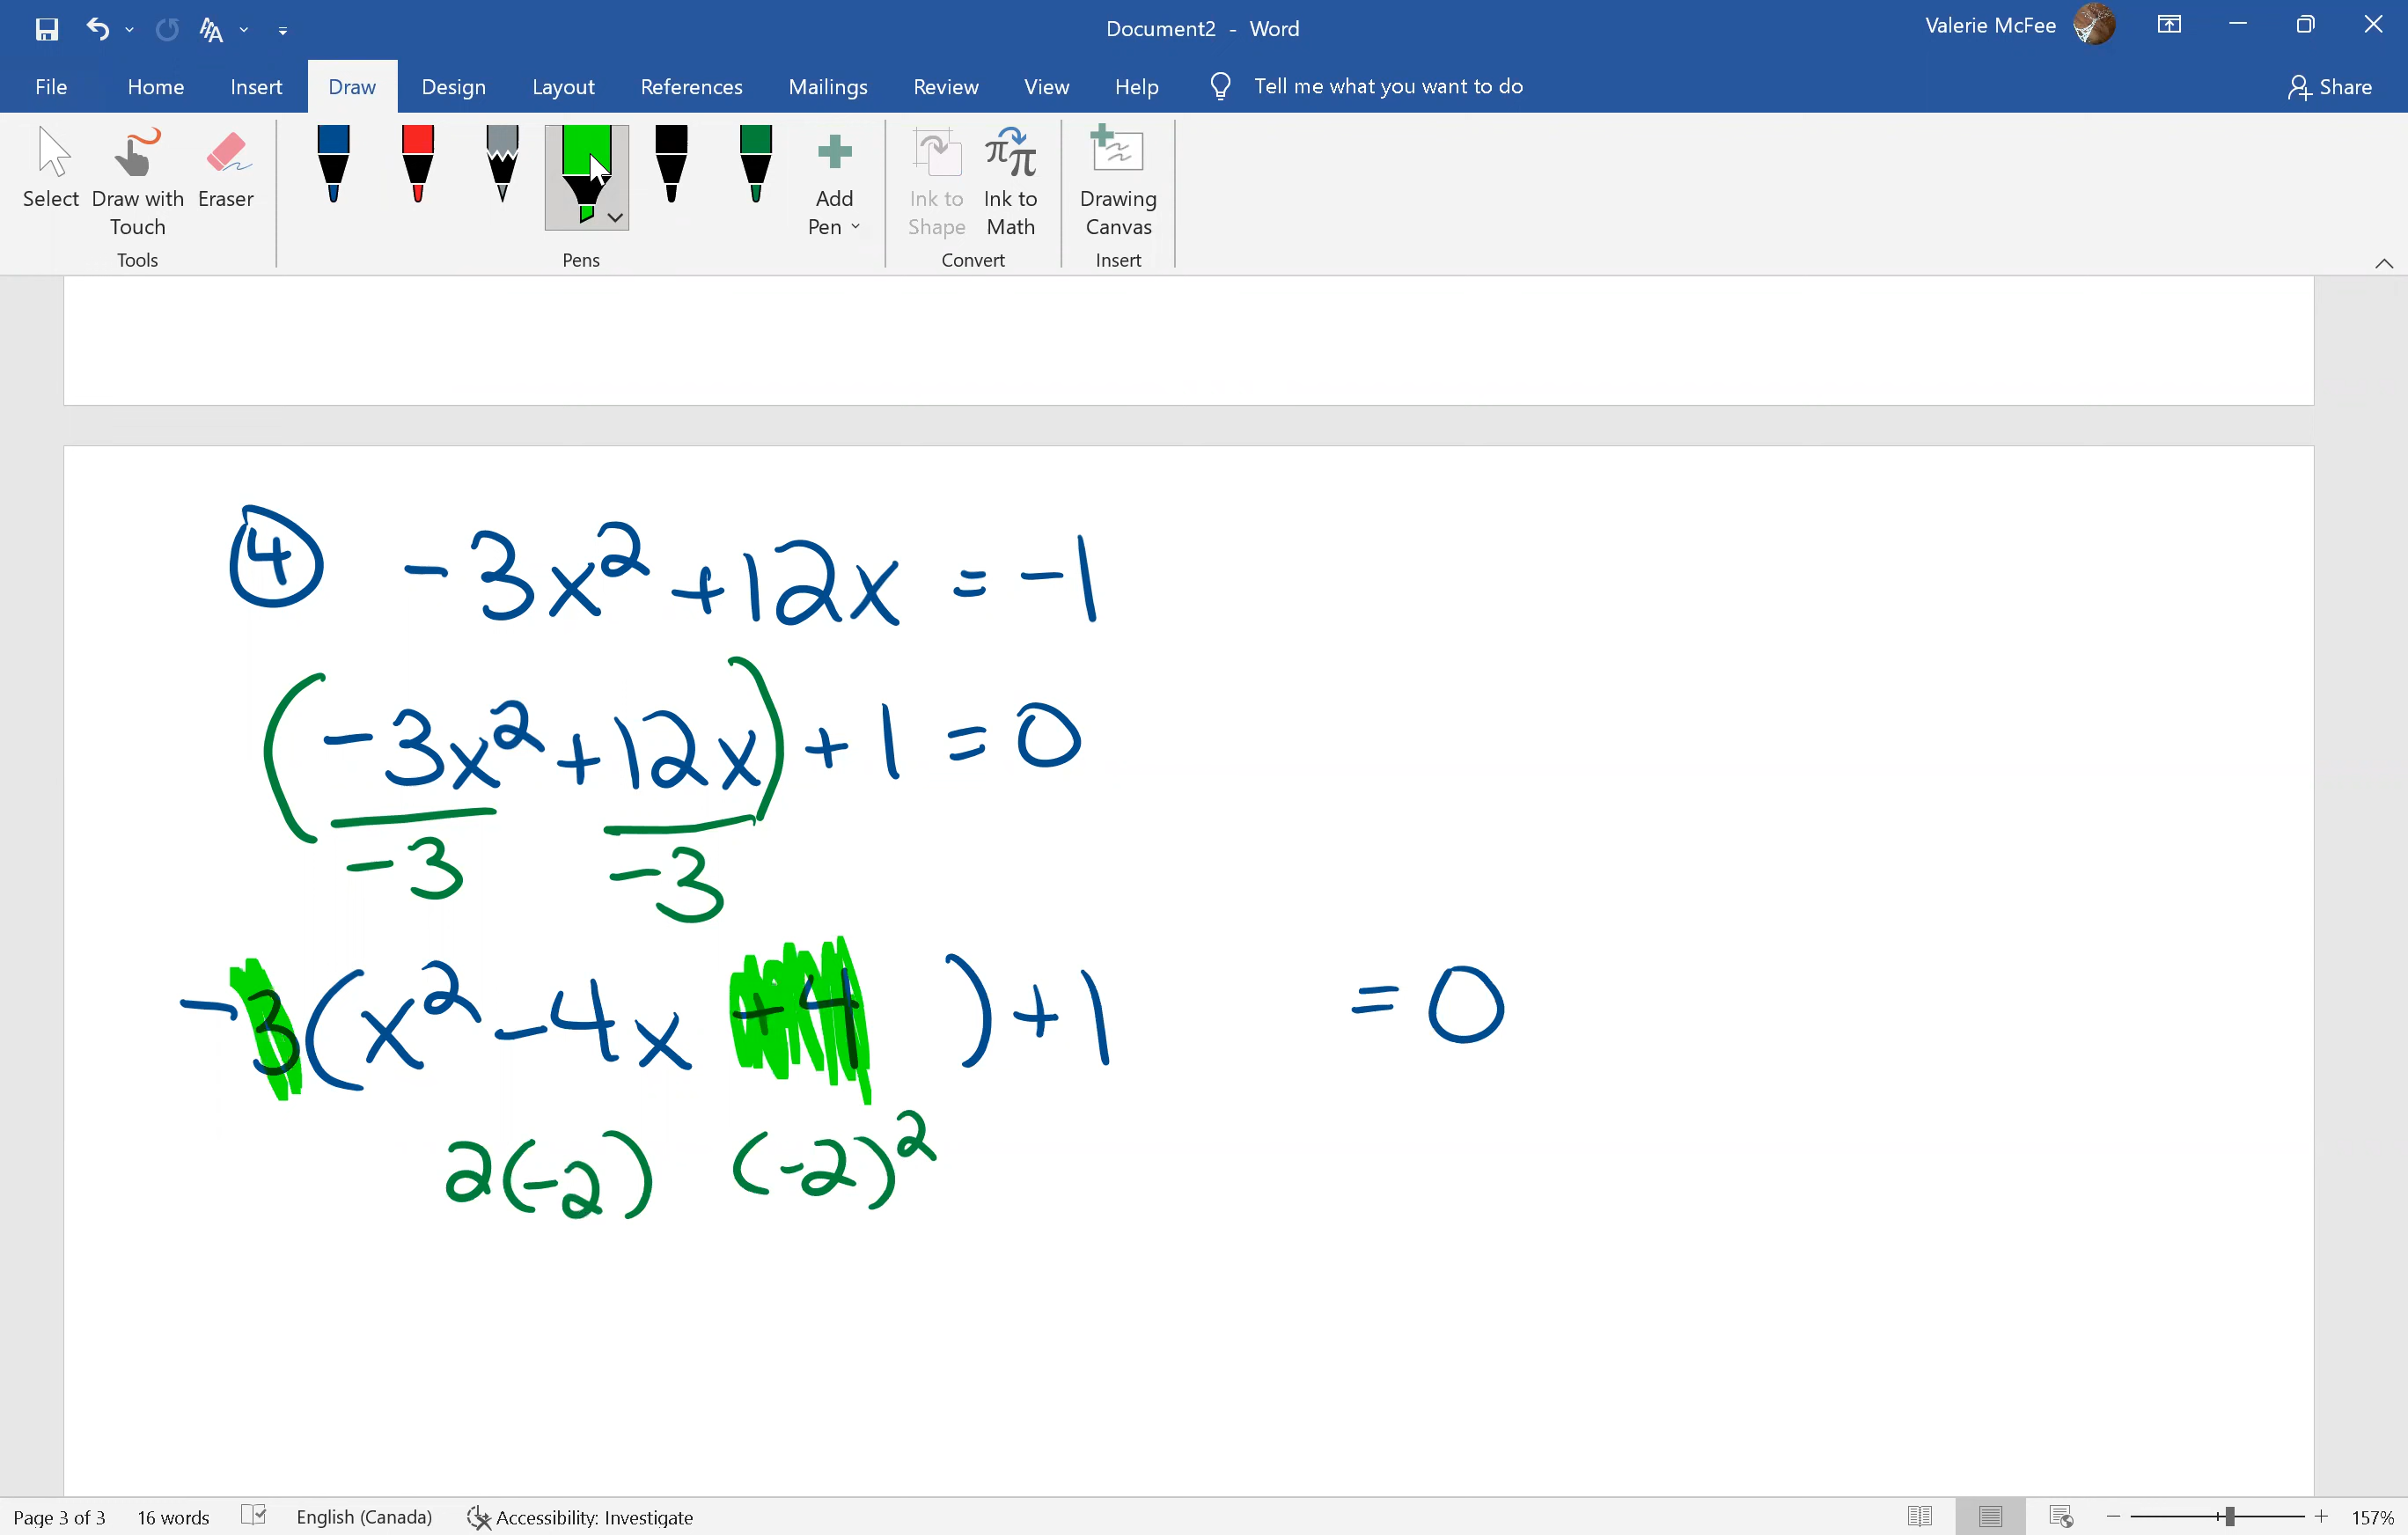 Document2 - Word
Valerie McFee
File Home Insert Draw Design Layout References Mailings Review View Help Tell me what you want to do Share
Select Draw with Touch Eraser Add Pen Ink to Shape Ink to Math Drawing Canvas
Tools Pens Convert Insert
④ -3x² + 12x = -1
(-3x² + 12x) + 1 = 0
-3 -3
-3(x² - 4x + 4 ) + 1 = 0
2(-2) (-2)²
Page 3 of 3 16 words English (Canada) Accessibility: Investigate 157%